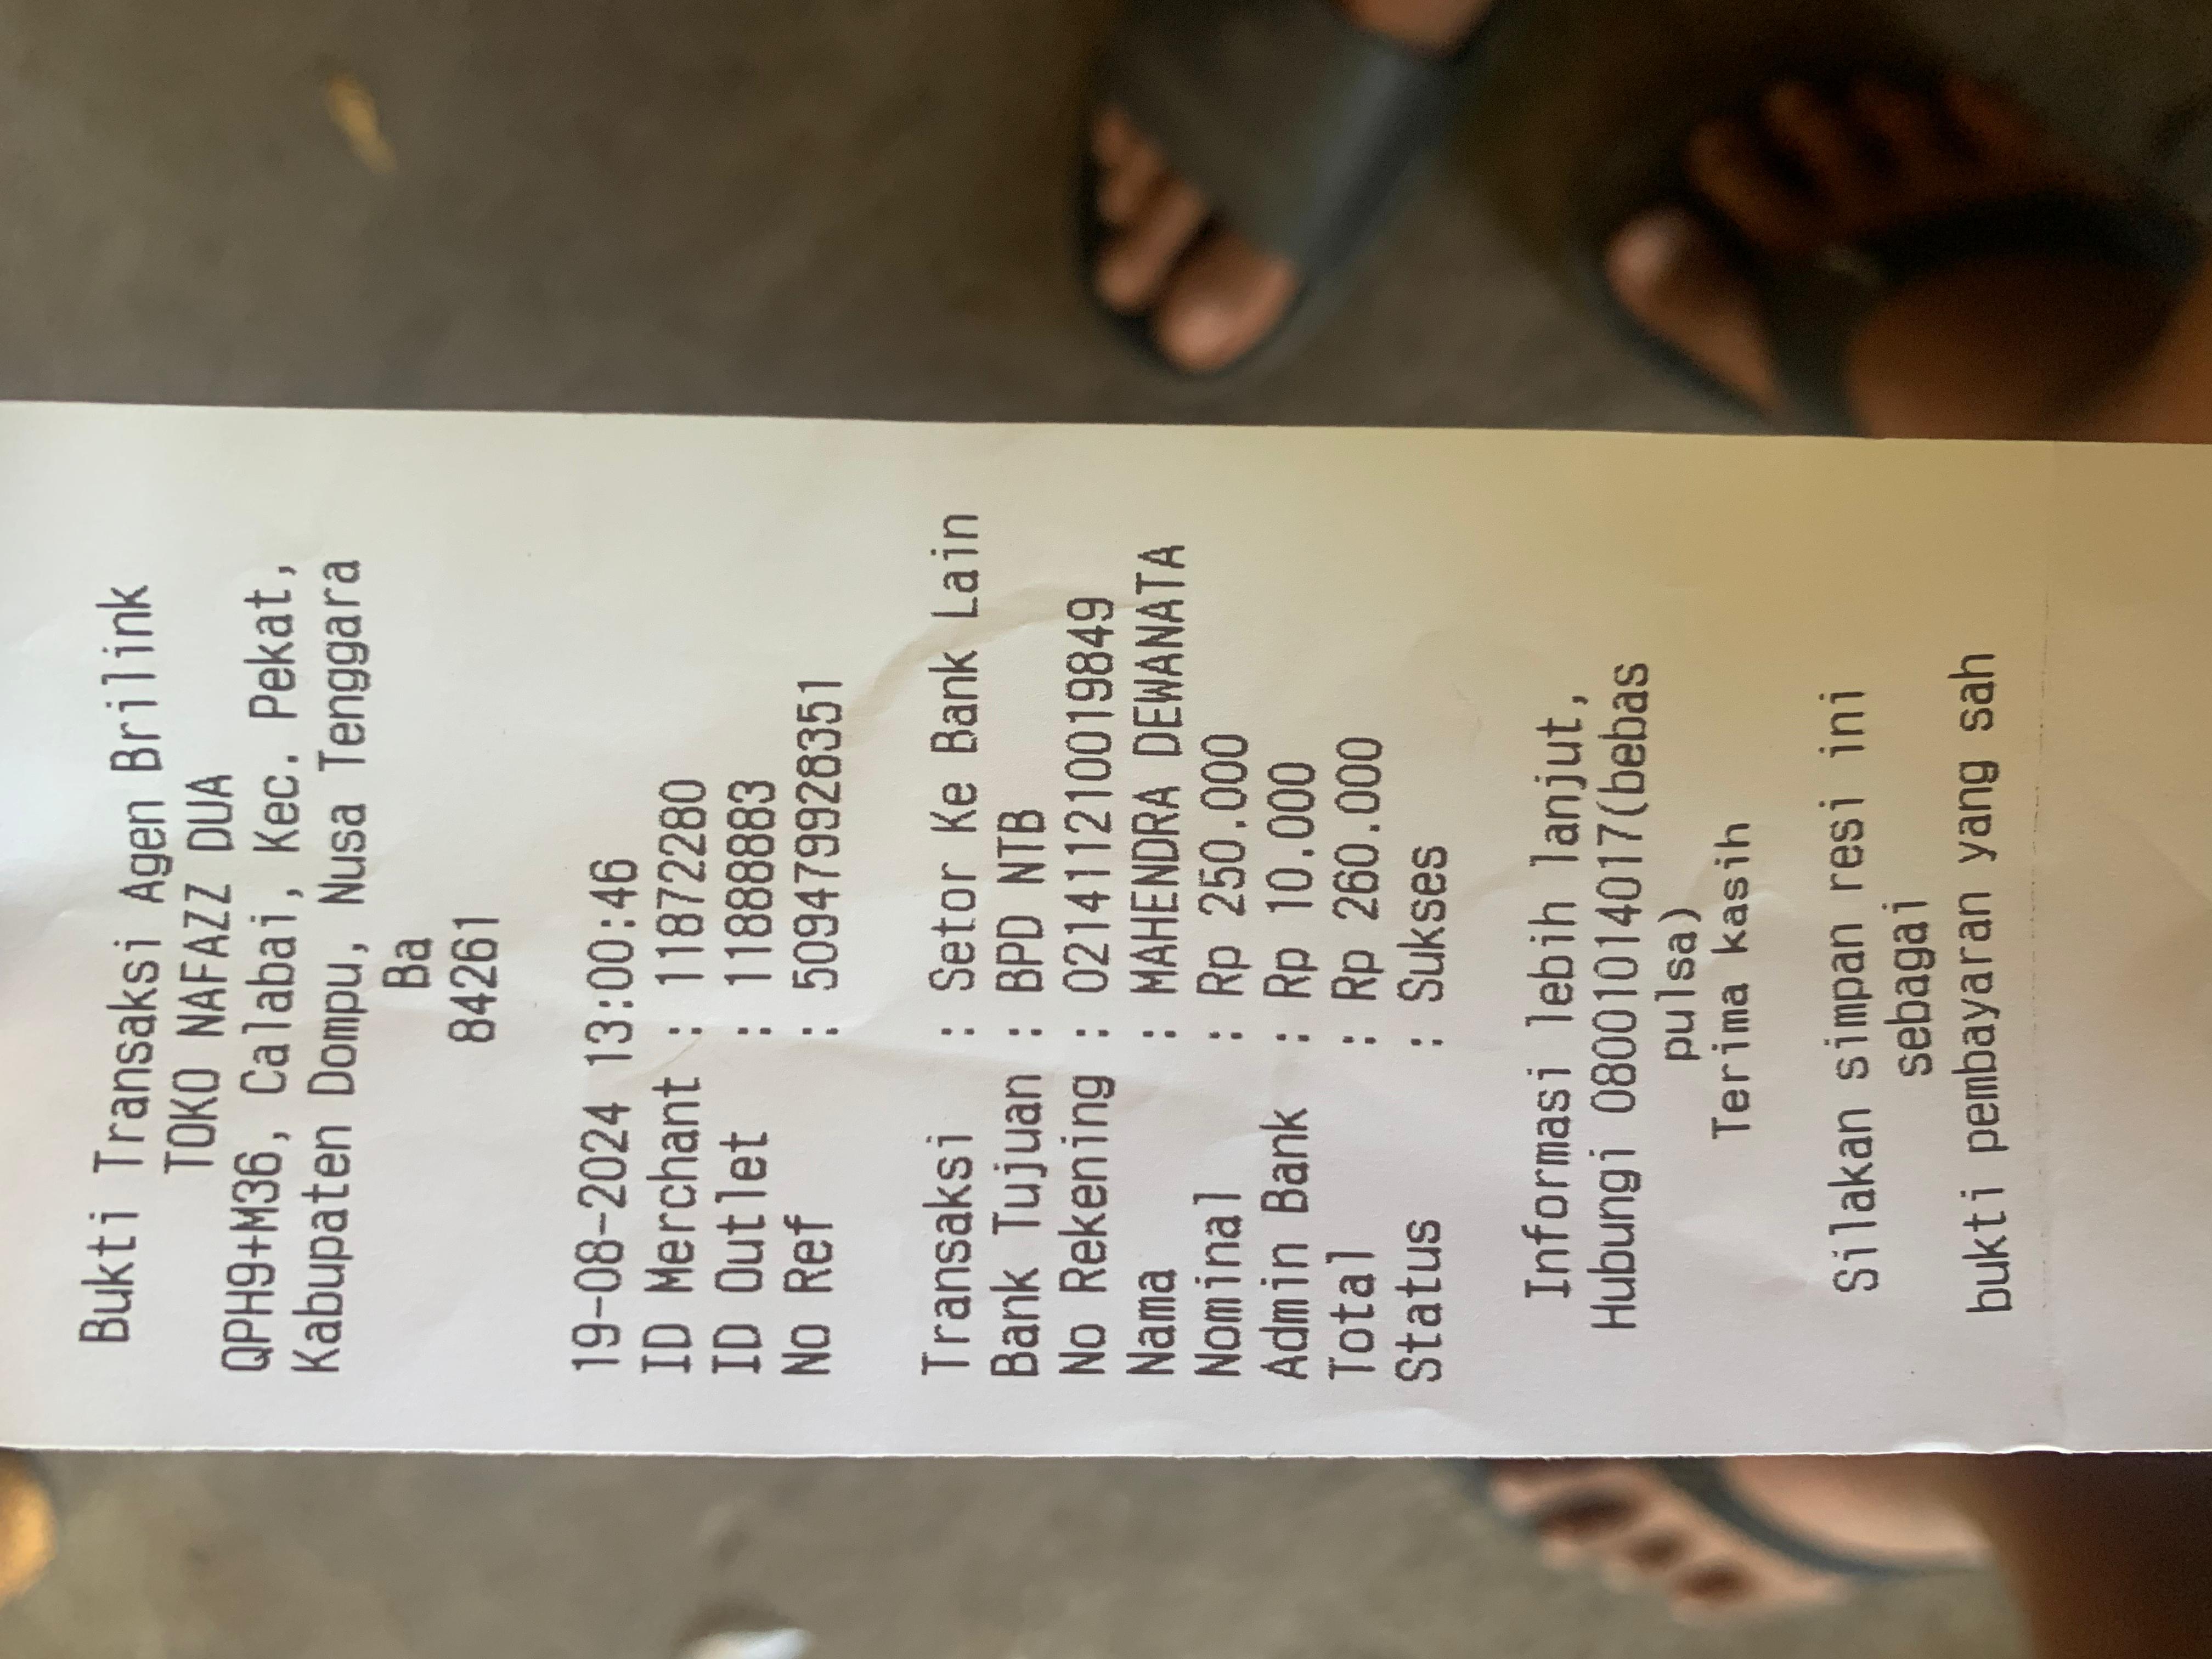 Bukti Transaksi Agen Brilink
TOKO NAFAZZ DUA
QPH9+M36, Calabai, Kec. Pekat,
Kabupaten Dompu, Nusa Tenggara
Ba
84261
19-08-2024 13:00:46
ID Merchant : 11872280
ID Outlet : 1188883
No Ref : 509479928351
Transaksi : Setor Ke Bank Lain
Bank Tujuan : BPD NTB
No Rekening : 021411210019849
Nama : MAHENDRA DEWANATA
Nominal : Rp 250.000
Admin Bank : Rp 10.000
Total : Rp 260.000
Status : Sukses
Informasi lebih lanjut,
Hubungi 08001014017(bebas
pulsa)
Terima kasih
Silakan simpan resi ini
sebagai
bukti pembayaran yang sah